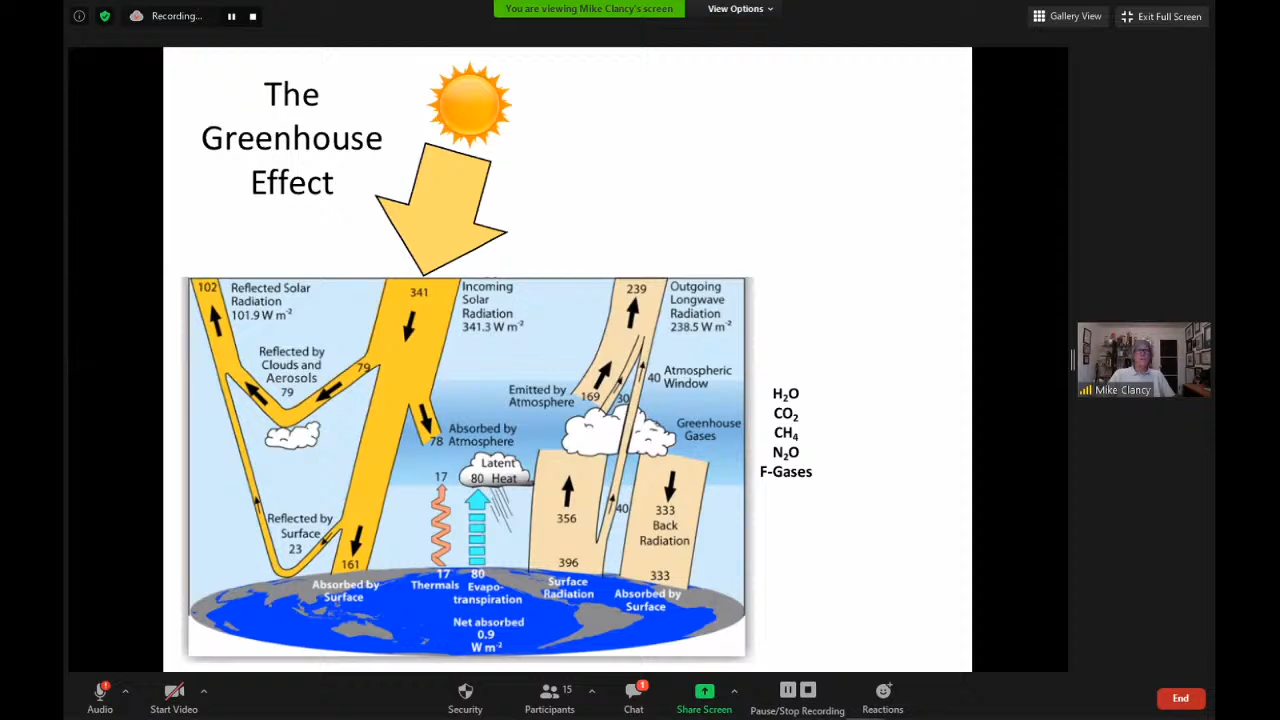 Recording...
You are viewing Mike Clancy's screen
View Options
Gallery View
Exit Full Screen
The
Greenhouse
Effect
102
Reflected Solar
Radiation
101.9 W m-2
341
Incoming
Solar
Radiation
341.3 W m-2
239
Outgoing
Longwave
Radiation
238.5 W m-2
Reflected by
Clouds and
Aerosols
79
79
Emitted by
Atmosphere
169
30
40
Atmospheric
Window
Greenhouse
Gases
78
Absorbed by
Atmosphere
17
Latent
80 Heat
356
40
333
Back
Radiation
Reflected by
Surface
23
161
396
333
Absorbed by
Surface
17
Thermals
80
Evapo-
transpiration
Surface
Radiation
Absorbed by
Surface
Net absorbed
0.9
W m-2
H2O
CO2
CH4
N2O
F-Gases
Mike Clancy
Audio
Start Video
Security
Participants
15
Chat
1
Share Screen
Pause/Stop Recording
Reactions
End